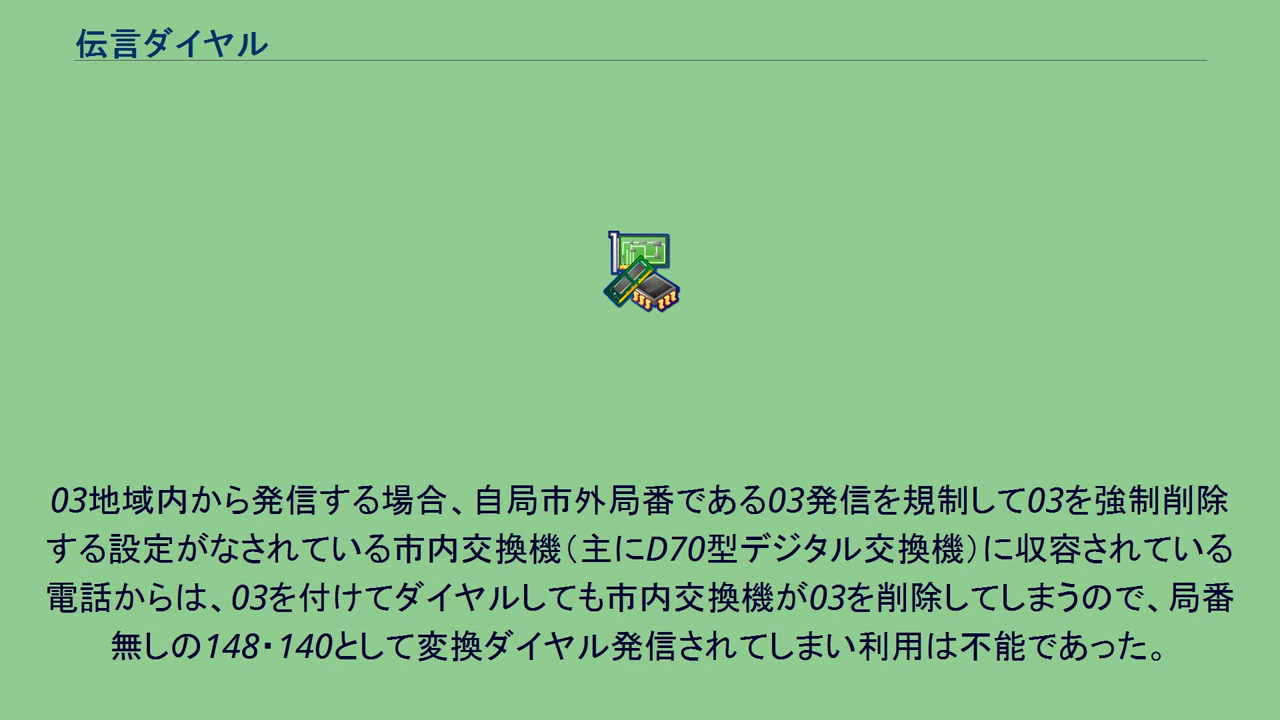 伝言ダイヤル
03地域内から発信する場合、自局市外局番である03発信を規制して03を強制削除
する設定がなされている市内交換機（主にD70型デジタル交換機）に収容されている
電話からは、03を付けてダイヤルしても市内交換機が03を削除してしまうので、局番
無しの148・140として変換ダイヤル発信されてしまい利用は不能であった。